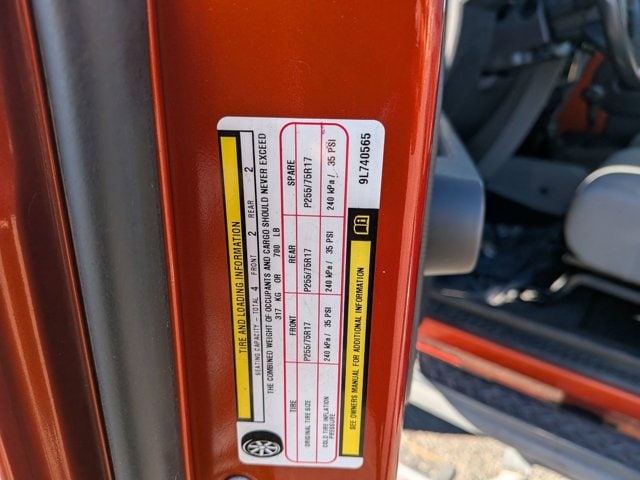 TIRE AND LOADING INFORMATION
SEATING CAPACITY - TOTAL 4 FRONT 2 REAR 2
THE COMBINED WEIGHT OF OCCUPANTS AND CARGO SHOULD NEVER EXCEED
317 KG OR 700 LB
TIRE FRONT REAR SPARE
ORIGINAL TIRE SIZE P255/75R17 P255/75R17 P255/75R17
COLD TIRE INFLATION PRESSURE 240 kPa / 35 PSI 240 kPa / 35 PSI 240 kPa / 35 PSI
SEE OWNERS MANUAL FOR ADDITIONAL INFORMATION
9L740565